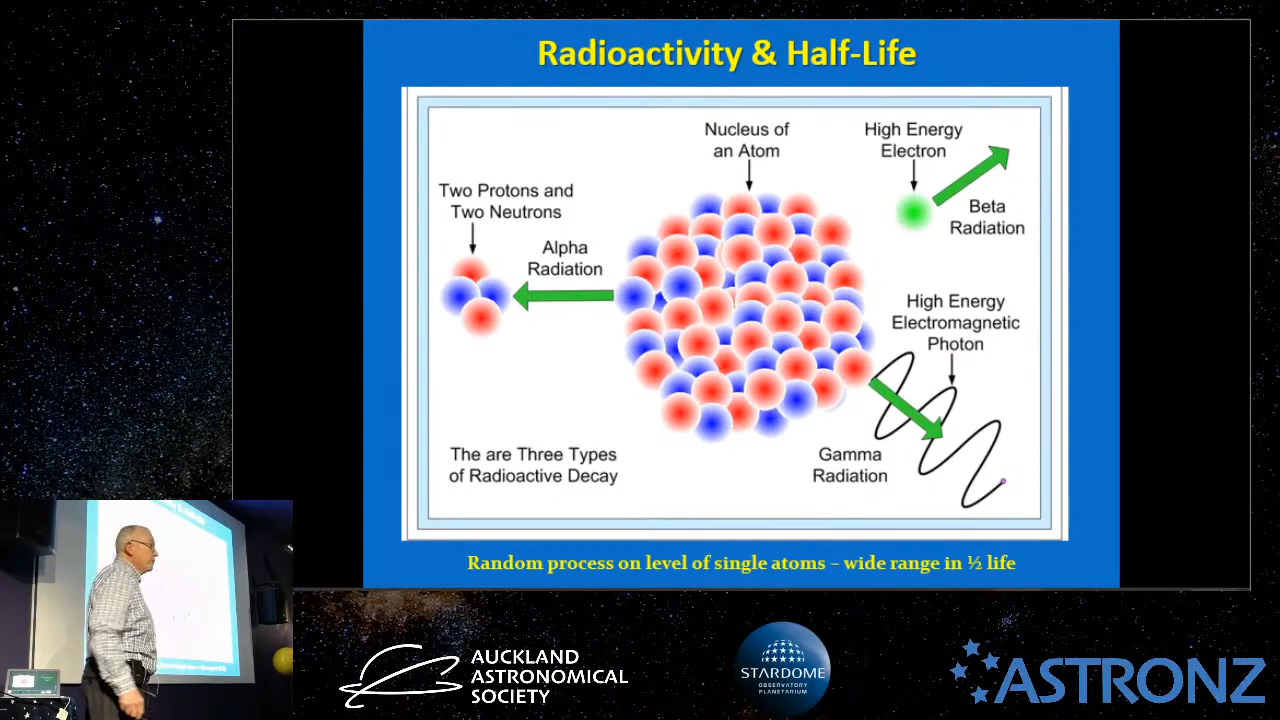 Radioactivity & Half-Life
Nucleus of
an Atom
High Energy
Electron
Two Protons and
Two Neutrons
Alpha
Radiation
Beta
Radiation
High Energy
Electromagnetic
Photon
The are Three Types
of Radioactive Decay
Gamma
Radiation
Random process on level of single atoms – wide range in ½ life
AUCKLAND
ASTRONOMICAL
SOCIETY
STARDOME
OBSERVATORY
PLANETARIUM
ASTRONZ